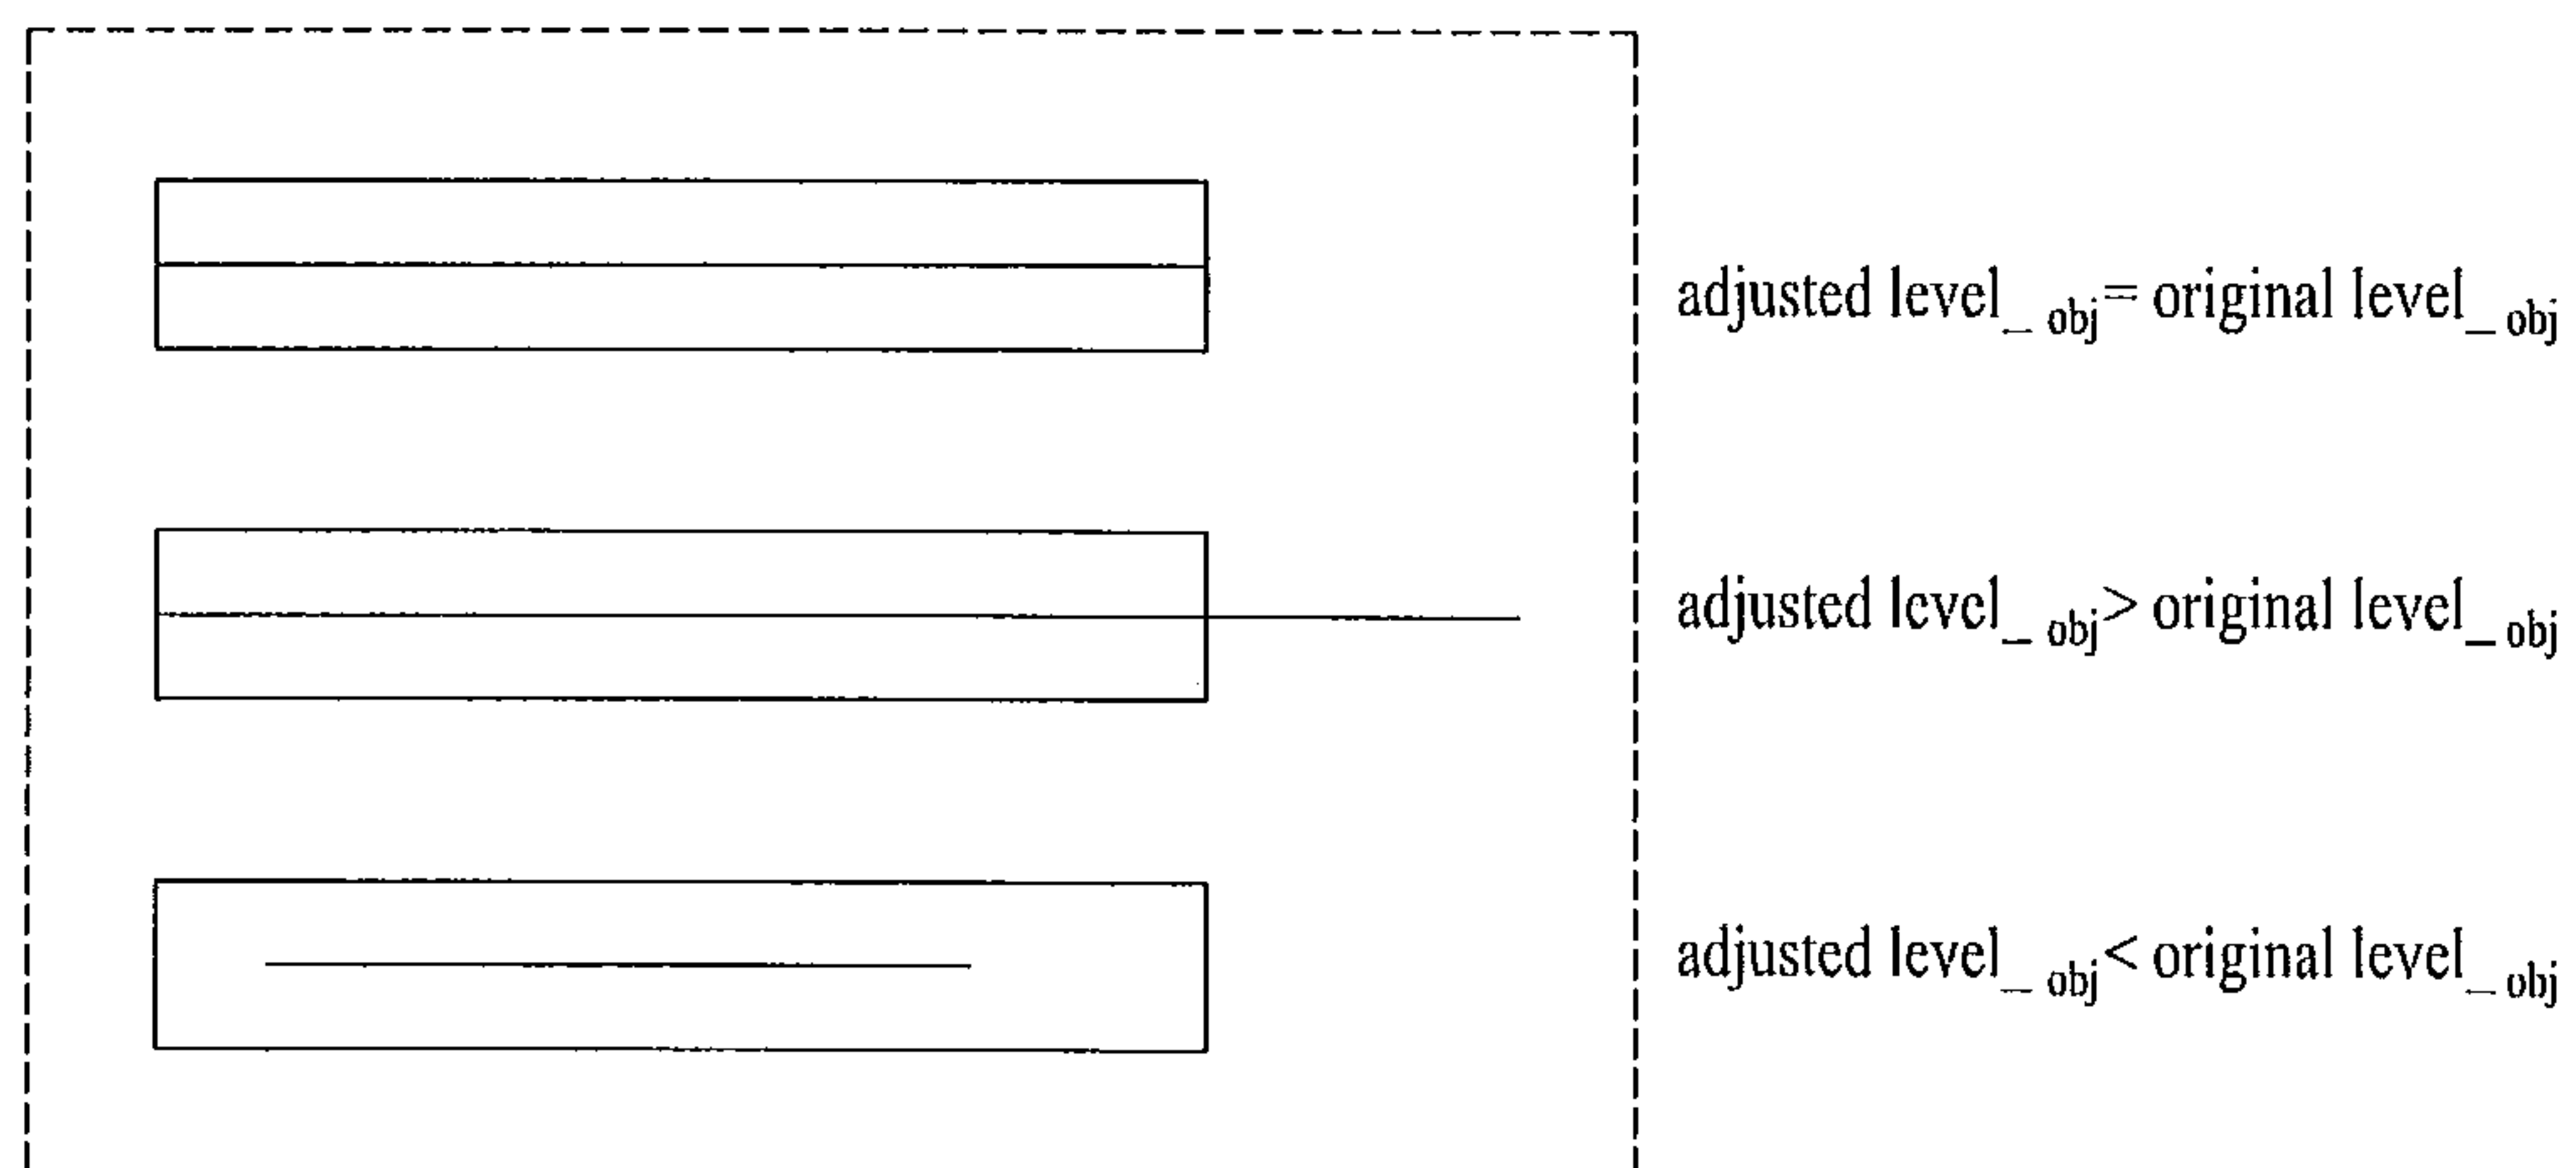 adjusted level_obj = original level_obj
adjusted level_obj > original level_obj
adjusted level_obj < original level_obj